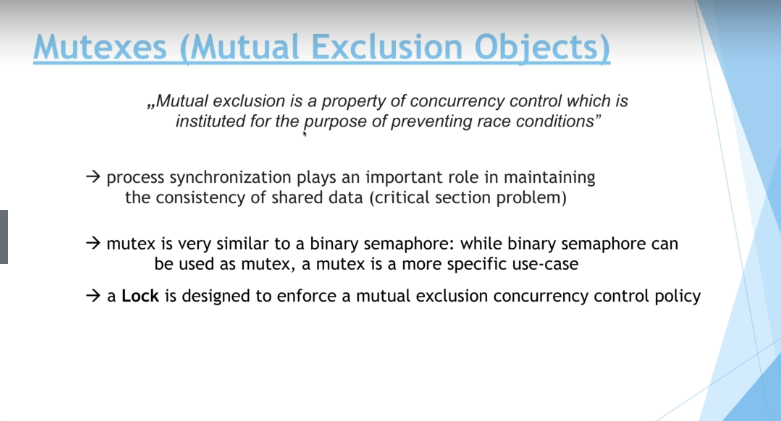 Mutexes (Mutual Exclusion Objects)
„Mutual exclusion is a property of concurrency control which is
instituted for the purpose of preventing race conditions”
→ process synchronization plays an important role in maintaining
the consistency of shared data (critical section problem)
→ mutex is very similar to a binary semaphore: while binary semaphore can
be used as mutex, a mutex is a more specific use-case
→ a Lock is designed to enforce a mutual exclusion concurrency control policy